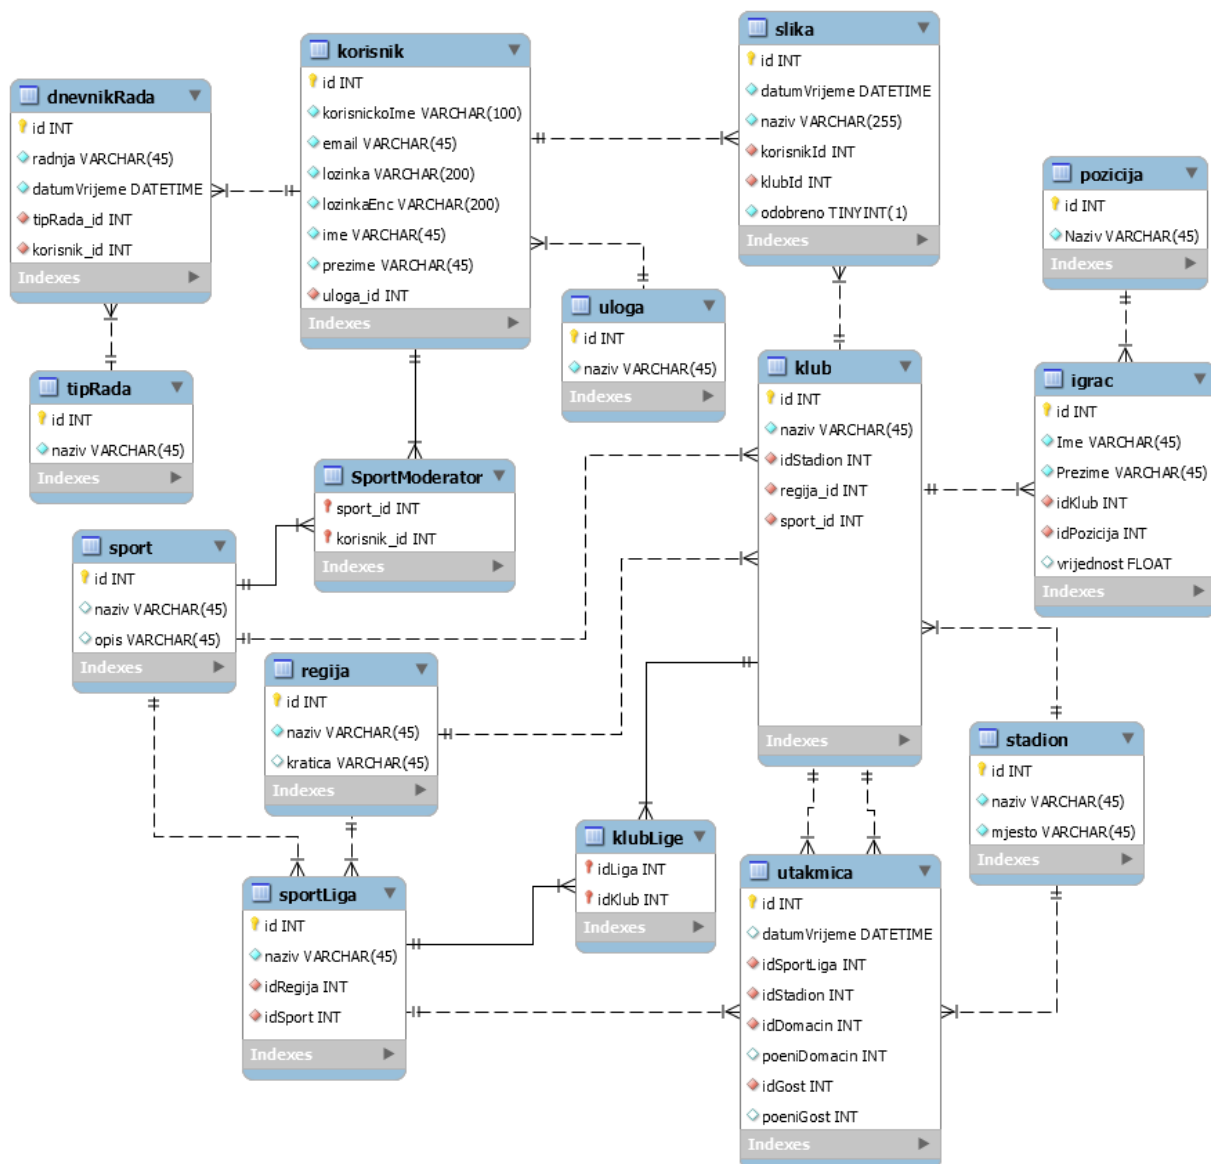 dnevnikRada
id INT
radnja VARCHAR(45)
datumVrijeme DATETIME
tipRada_id INT
korisnik_id INT
Indexes
korisnik
id INT
korisnickoIme VARCHAR(100)
email VARCHAR(45)
lozinka VARCHAR(200)
lozinkaEnc VARCHAR(200)
ime VARCHAR(45)
prezime VARCHAR(45)
uloga_id INT
Indexes
slika
id INT
datumVrijeme DATETIME
naziv VARCHAR(255)
korisnikId INT
klubId INT
odobreno TINYINT(1)
Indexes
pozicija
id INT
Naziv VARCHAR(45)
Indexes
uloga
id INT
naziv VARCHAR(45)
Indexes
tipRada
id INT
naziv VARCHAR(45)
Indexes
klub
id INT
naziv VARCHAR(45)
idStadion INT
regija_id INT
sport_id INT
Indexes
igrac
id INT
Ime VARCHAR(45)
Prezime VARCHAR(45)
idKlub INT
idPozicija INT
vrijednost FLOAT
Indexes
SportModerator
sport_id INT
korisnik_id INT
Indexes
sport
id INT
naziv VARCHAR(45)
opis VARCHAR(45)
Indexes
regija
id INT
naziv VARCHAR(45)
kratica VARCHAR(45)
Indexes
stadion
id INT
naziv VARCHAR(45)
mjesto VARCHAR(45)
Indexes
klubLige
idLiga INT
idKlub INT
Indexes
sportLiga
id INT
naziv VARCHAR(45)
idRegija INT
idSport INT
Indexes
utakmica
id INT
datumVrijeme DATETIME
idSportLiga INT
idStadion INT
idDomacin INT
poeniDomacin INT
idGost INT
poeniGost INT
Indexes